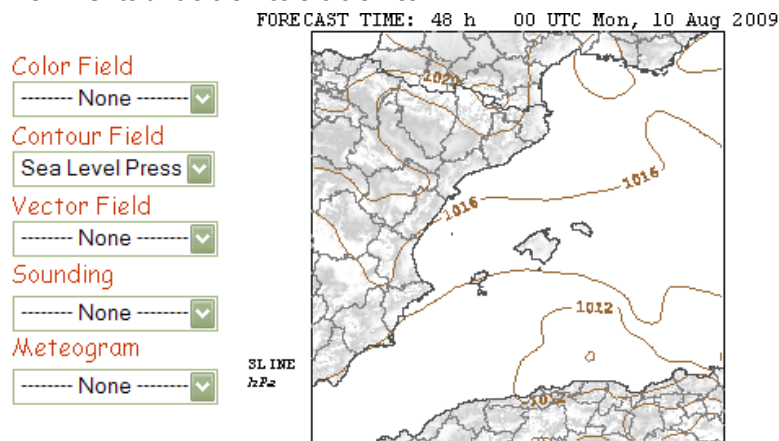 FORECAST TIME: 48 h 00 UTC Mon, 10 Aug 2009
Color Field
------- None -------
Contour Field
Sea Level Press
Vector Field
------- None -------
Sounding
------- None -------
Meteogram
------- None -------
SLINE
hPa
1020
1016
1016
1012
1012